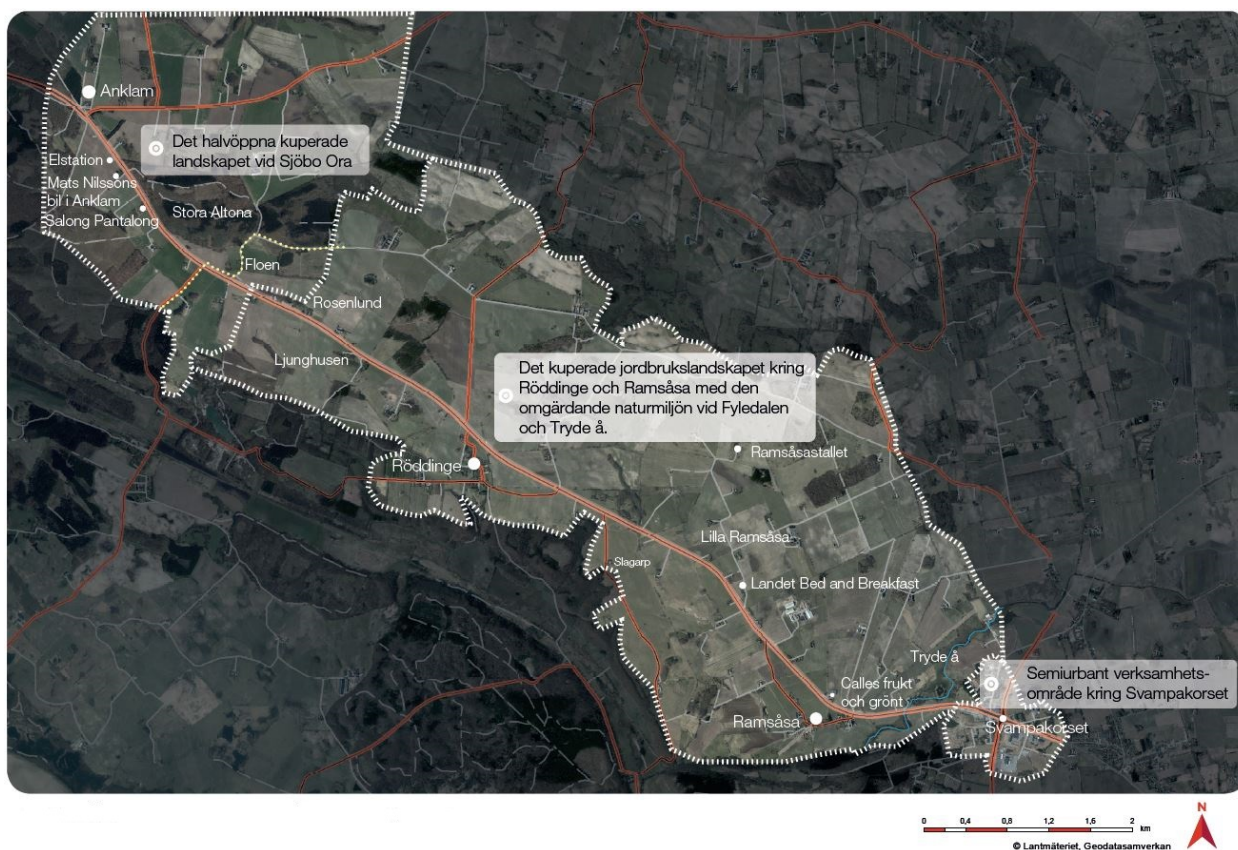 Anklam
Det halvöppna kuperade
landskapet vid Sjöbo Ora
Elstation
Mats Nilssons
bil i Anklam
Salong Pantalong
Stora Altona
Floen
Rosenlund
Ljunghusen
Det kuperade jordbrukslandskapet kring
Röddinge och Ramsåsa med den
omgärdande naturmiljön vid Fyledalen
och Tryde å.
Röddinge
Ramsåsastallet
Lilla Ramsåsa
Slagarp
Landet Bed and Breakfast
Tryde å
Semiurbant verksamhets-
område kring Svampakorset
Calles frukt
och grönt
Ramsåsa
Svampakorset
N
0 0,4 0,8 1,2 1,6 2 km
© Lantmäteriet, Geodatasamverkan